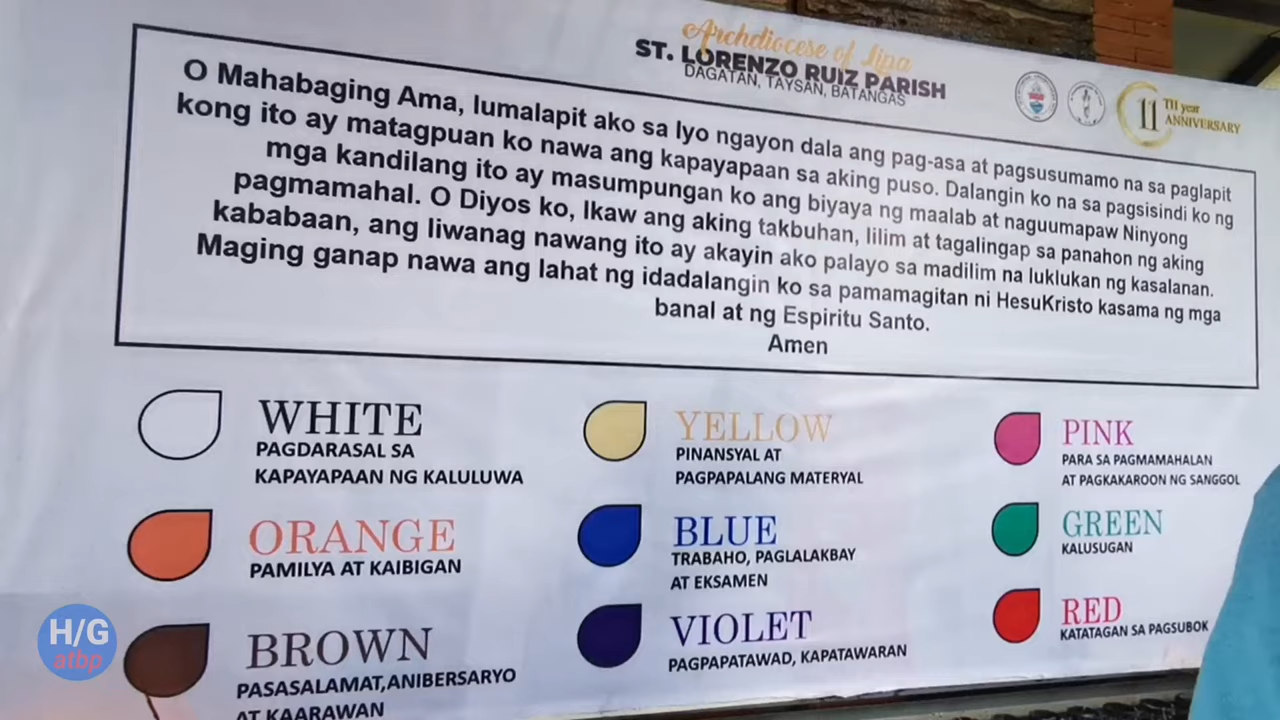 Archdiocese of Lipa
ST. LORENZO RUIZ PARISH
DAGATAN, TAYSAN, BATANGAS
11TH year
ANNIVERSARY
O Mahabaging Ama, lumalapit ako sa Iyo ngayon dala ang pag-asa at pagsusumamo na sa paglapit
kong ito ay matagpuan ko nawa ang kapayapaan sa aking puso. Dalangin ko na sa pagsisindi ko ng
mga kandilang ito ay masumpungan ko ang biyaya ng maalab at naguumapaw Ninyong
pagmamahal. O Diyos ko, Ikaw ang aking takbuhan, lilim at tagalingap sa panahon ng aking
kababaan, ang liwanag nawang ito ay akayin ako palayo sa madilim na luklukan ng kasalanan.
Maging ganap nawa ang lahat ng idadalangin ko sa pamamagitan ni HesuKristo kasama ng mga
banal at ng Espiritu Santo.
Amen
WHITE
PAGDARASAL SA
KAPAYAPAAN NG KALULUWA
YELLOW
PINANSYAL AT
PAGPAPALANG MATERYAL
PINK
PARA SA PAGMAMAHALAN
AT PAGKAKAROON NG SANGGOL
ORANGE
PAMILYA AT KAIBIGAN
BLUE
TRABAHO, PAGLALAKBAY
AT EKSAMEN
GREEN
KALUSUGAN
BROWN
PASASALAMAT,ANIBERSARYO
AT KAARAWAN
VIOLET
PAGPAPATAWAD, KAPATAWARAN
RED
KATATAGAN SA PAGSUBOK
H/G
atbp